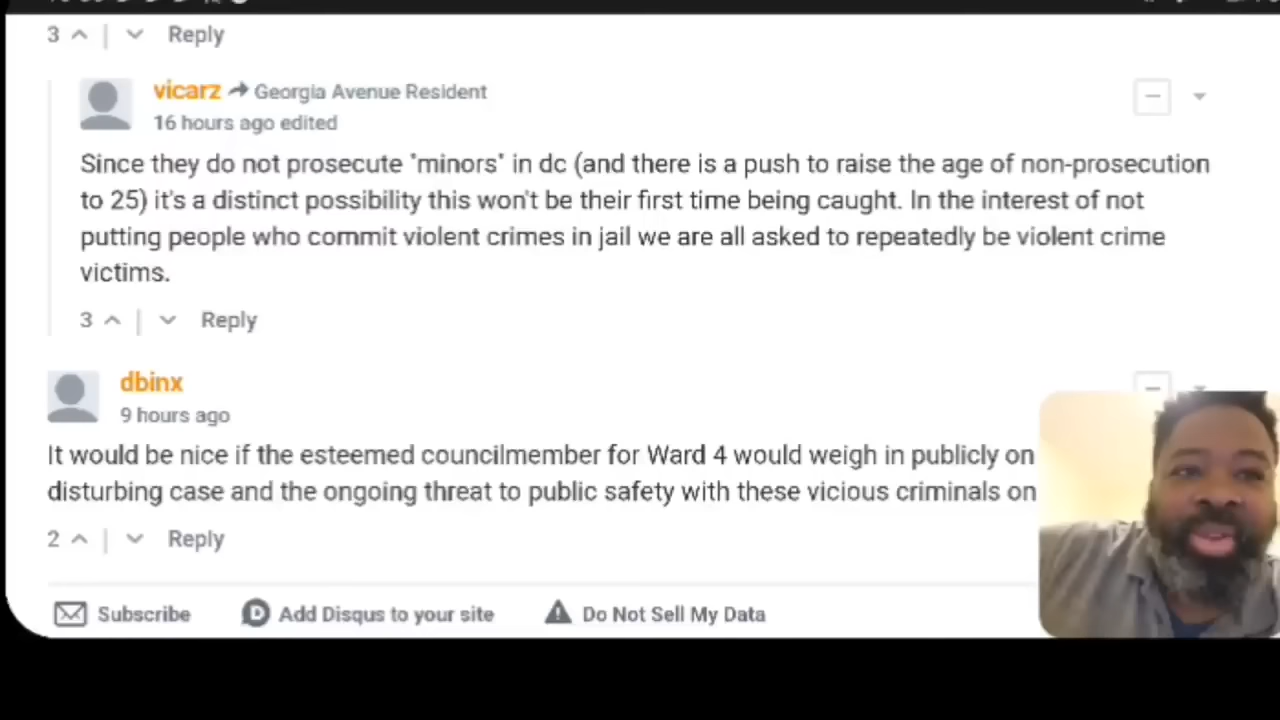 3 Reply
vicarz Georgia Avenue Resident
16 hours ago edited
Since they do not prosecute "minors" in dc (and there is a push to raise the age of non-prosecution
to 25) it's a distinct possibility this won't be their first time being caught. In the interest of not
putting people who commit violent crimes in jail we are all asked to repeatedly be violent crime
victims.
3 Reply
dbinx
9 hours ago
It would be nice if the esteemed councilmember for Ward 4 would weigh in publicly on
disturbing case and the ongoing threat to public safety with these vicious criminals on
2 Reply
Subscribe Add Disqus to your site Do Not Sell My Data